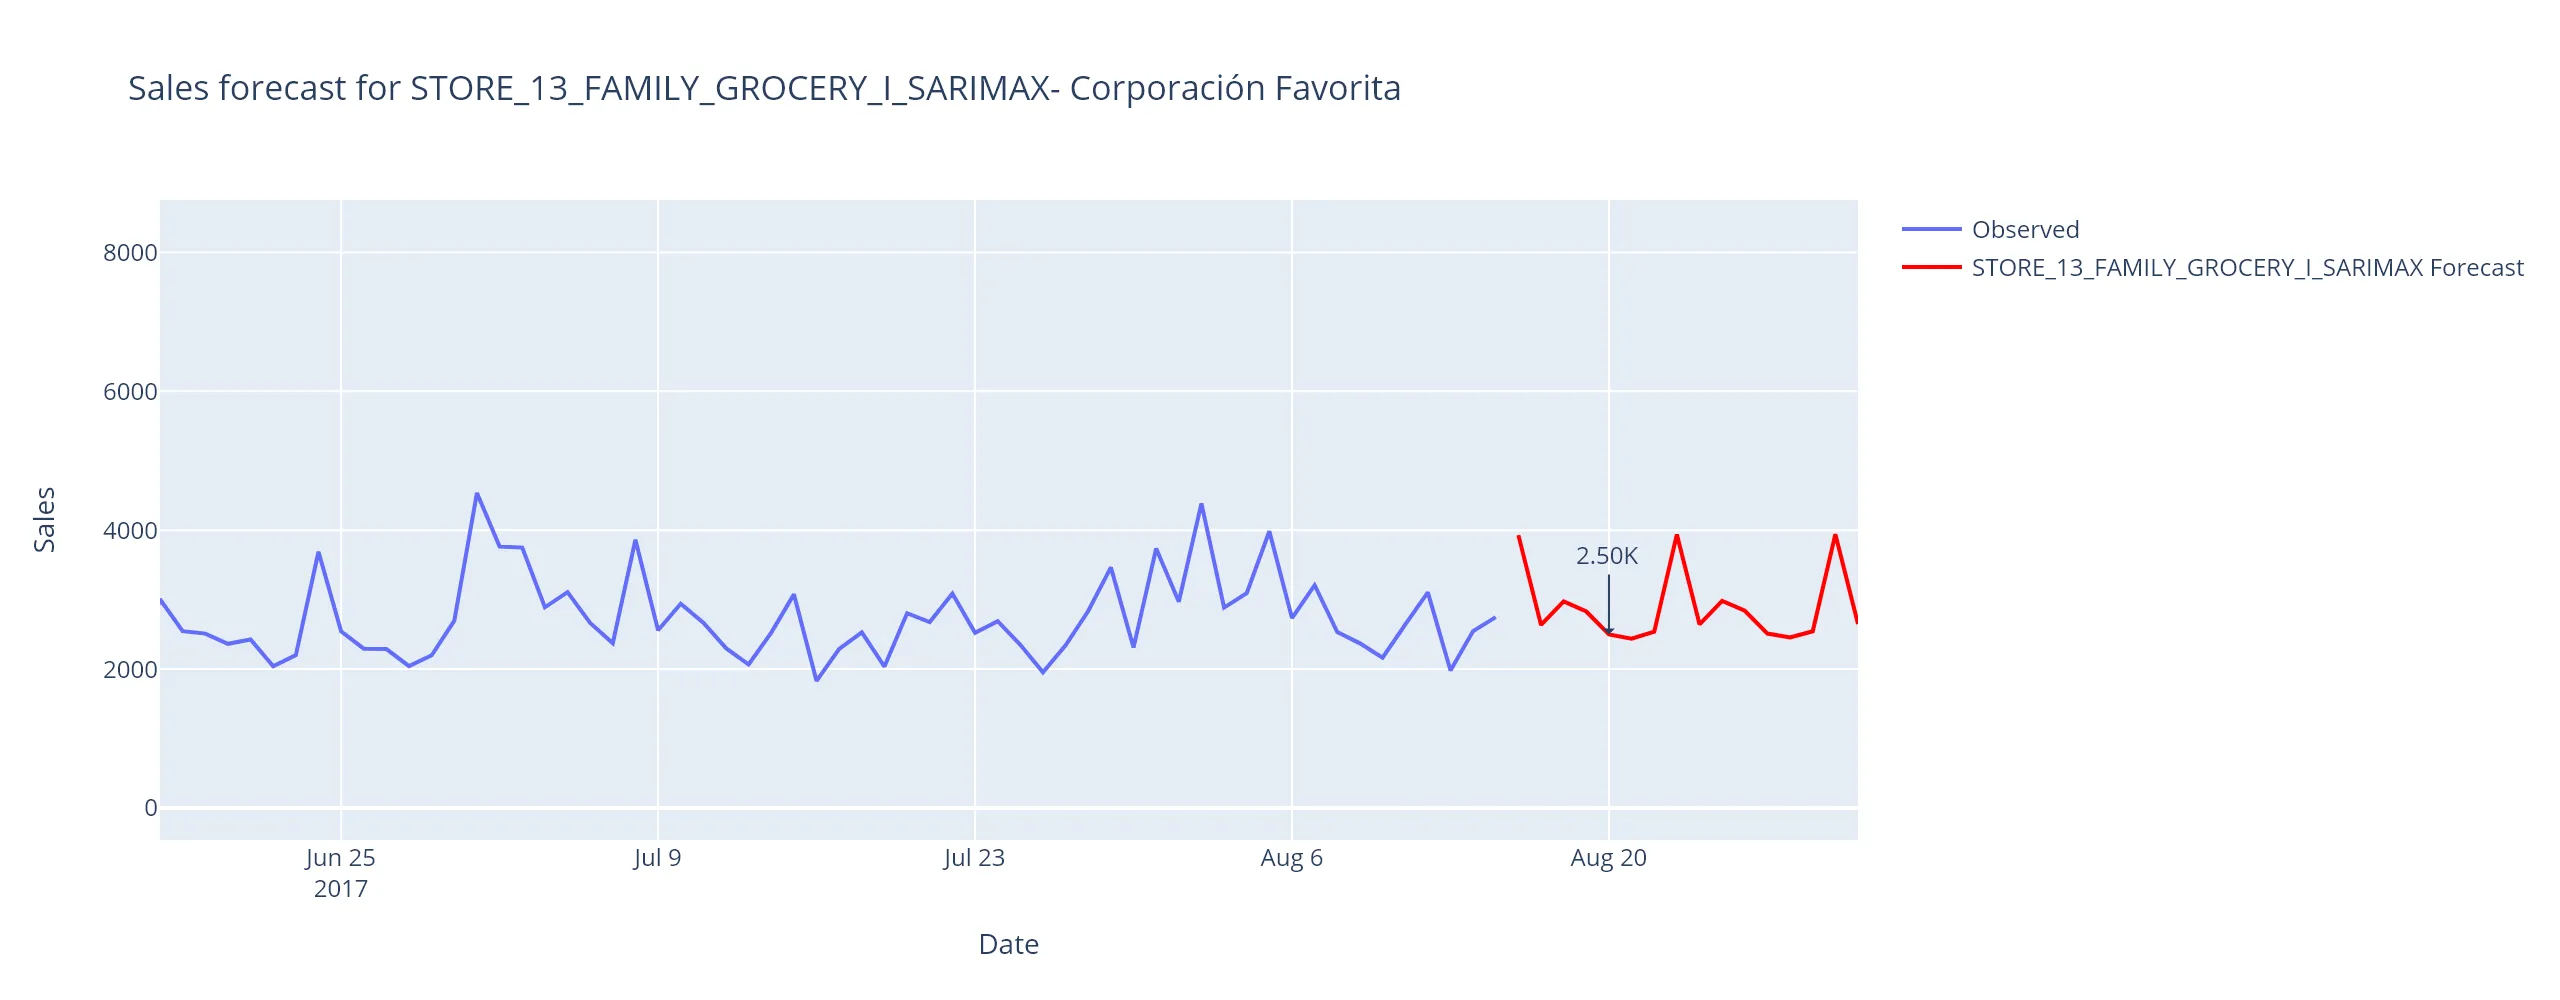 Sales forecast for STORE_13_FAMILY_GROCERY_I_SARIMAX- Corporación Favorita
Observed
STORE_13_FAMILY_GROCERY_I_SARIMAX Forecast
8000
6000
4000
2000
0
Sales
2.50K
Jun 25
2017
Jul 9
Jul 23
Aug 6
Aug 20
Date